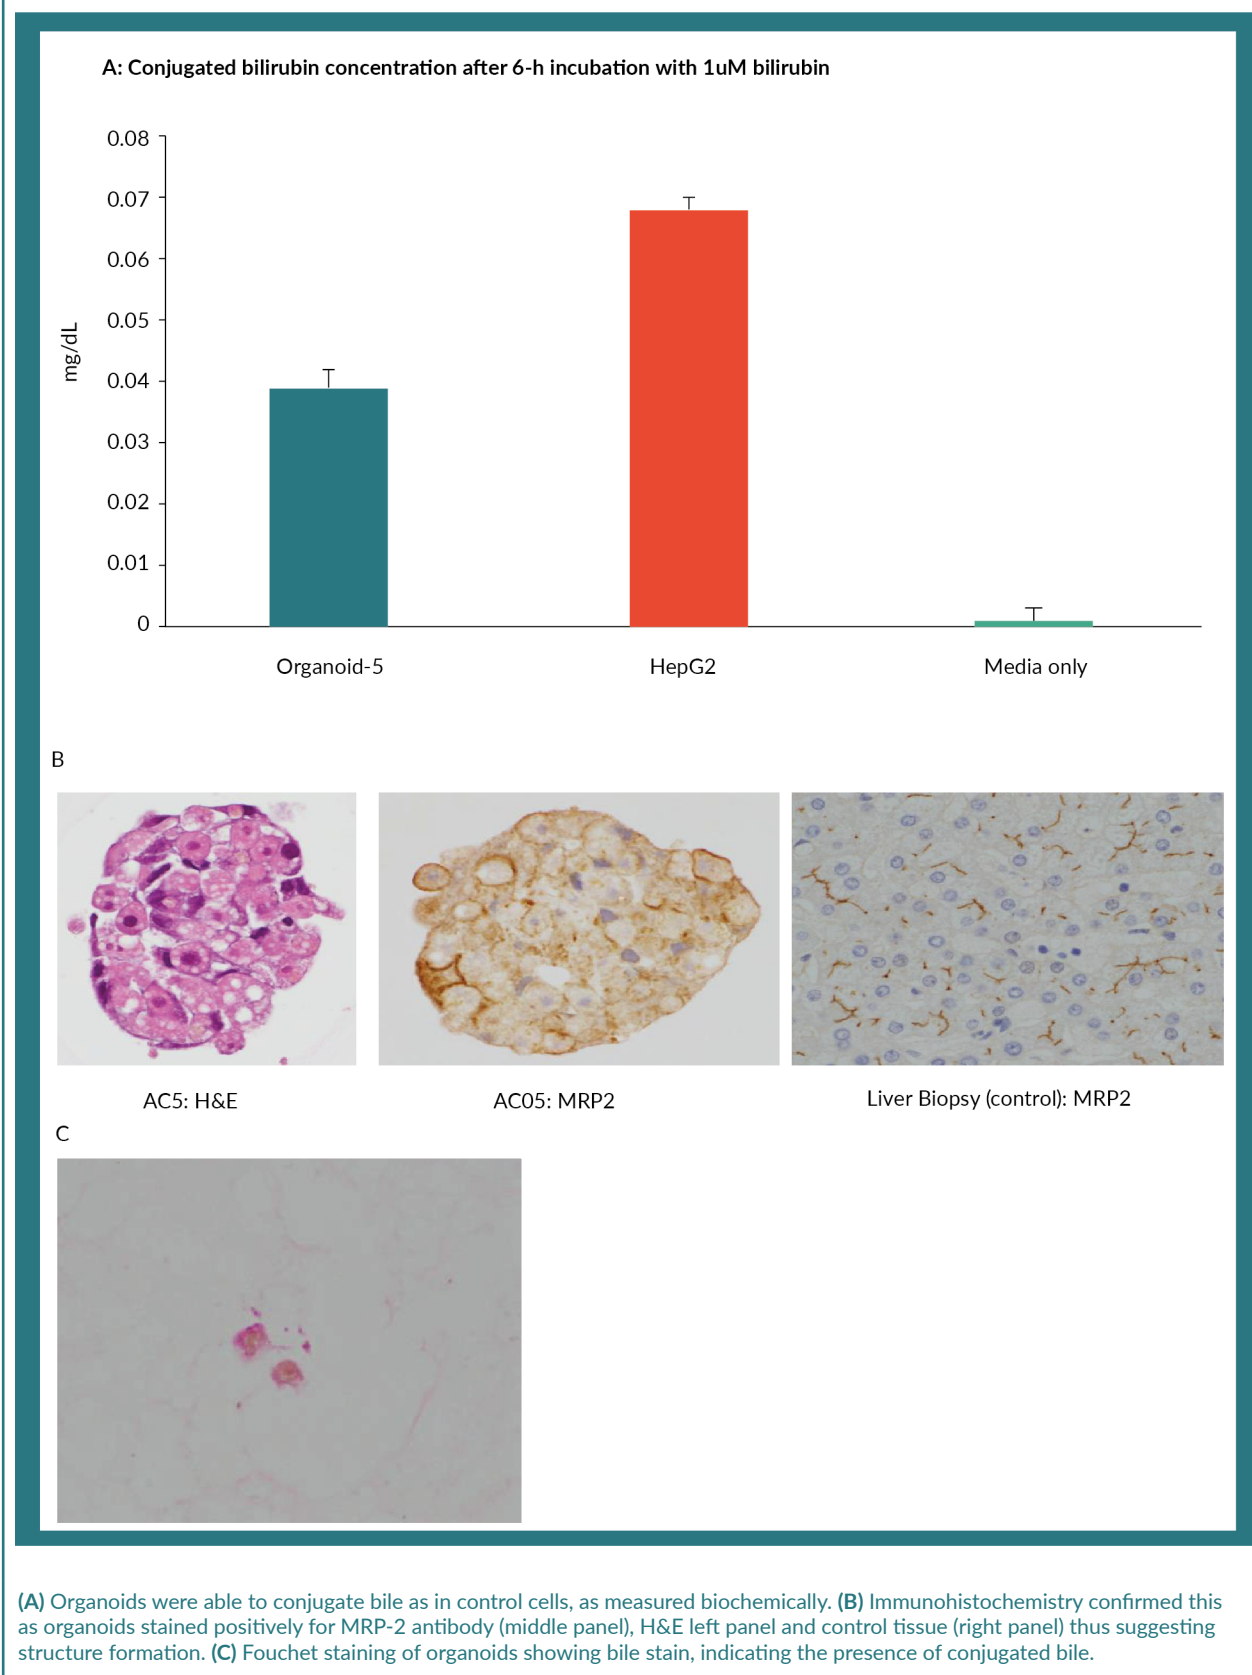 A: Conjugated bilirubin concentration after 6-h incubation with 1uM bilirubin
0.08
0.07
0.06
0.05
0.04
0.03
0.02
0.01
0
mg/dL
Organoid-5
HepG2
Media only
B
AC5: H&E
AC05: MRP2
Liver Biopsy (control): MRP2
C
(A) Organoids were able to conjugate bile as in control cells, as measured biochemically. (B) Immunohistochemistry confirmed this
as organoids stained positively for MRP-2 antibody (middle panel), H&E left panel and control tissue (right panel) thus suggesting
structure formation. (C) Fouchet staining of organoids showing bile stain, indicating the presence of conjugated bile.